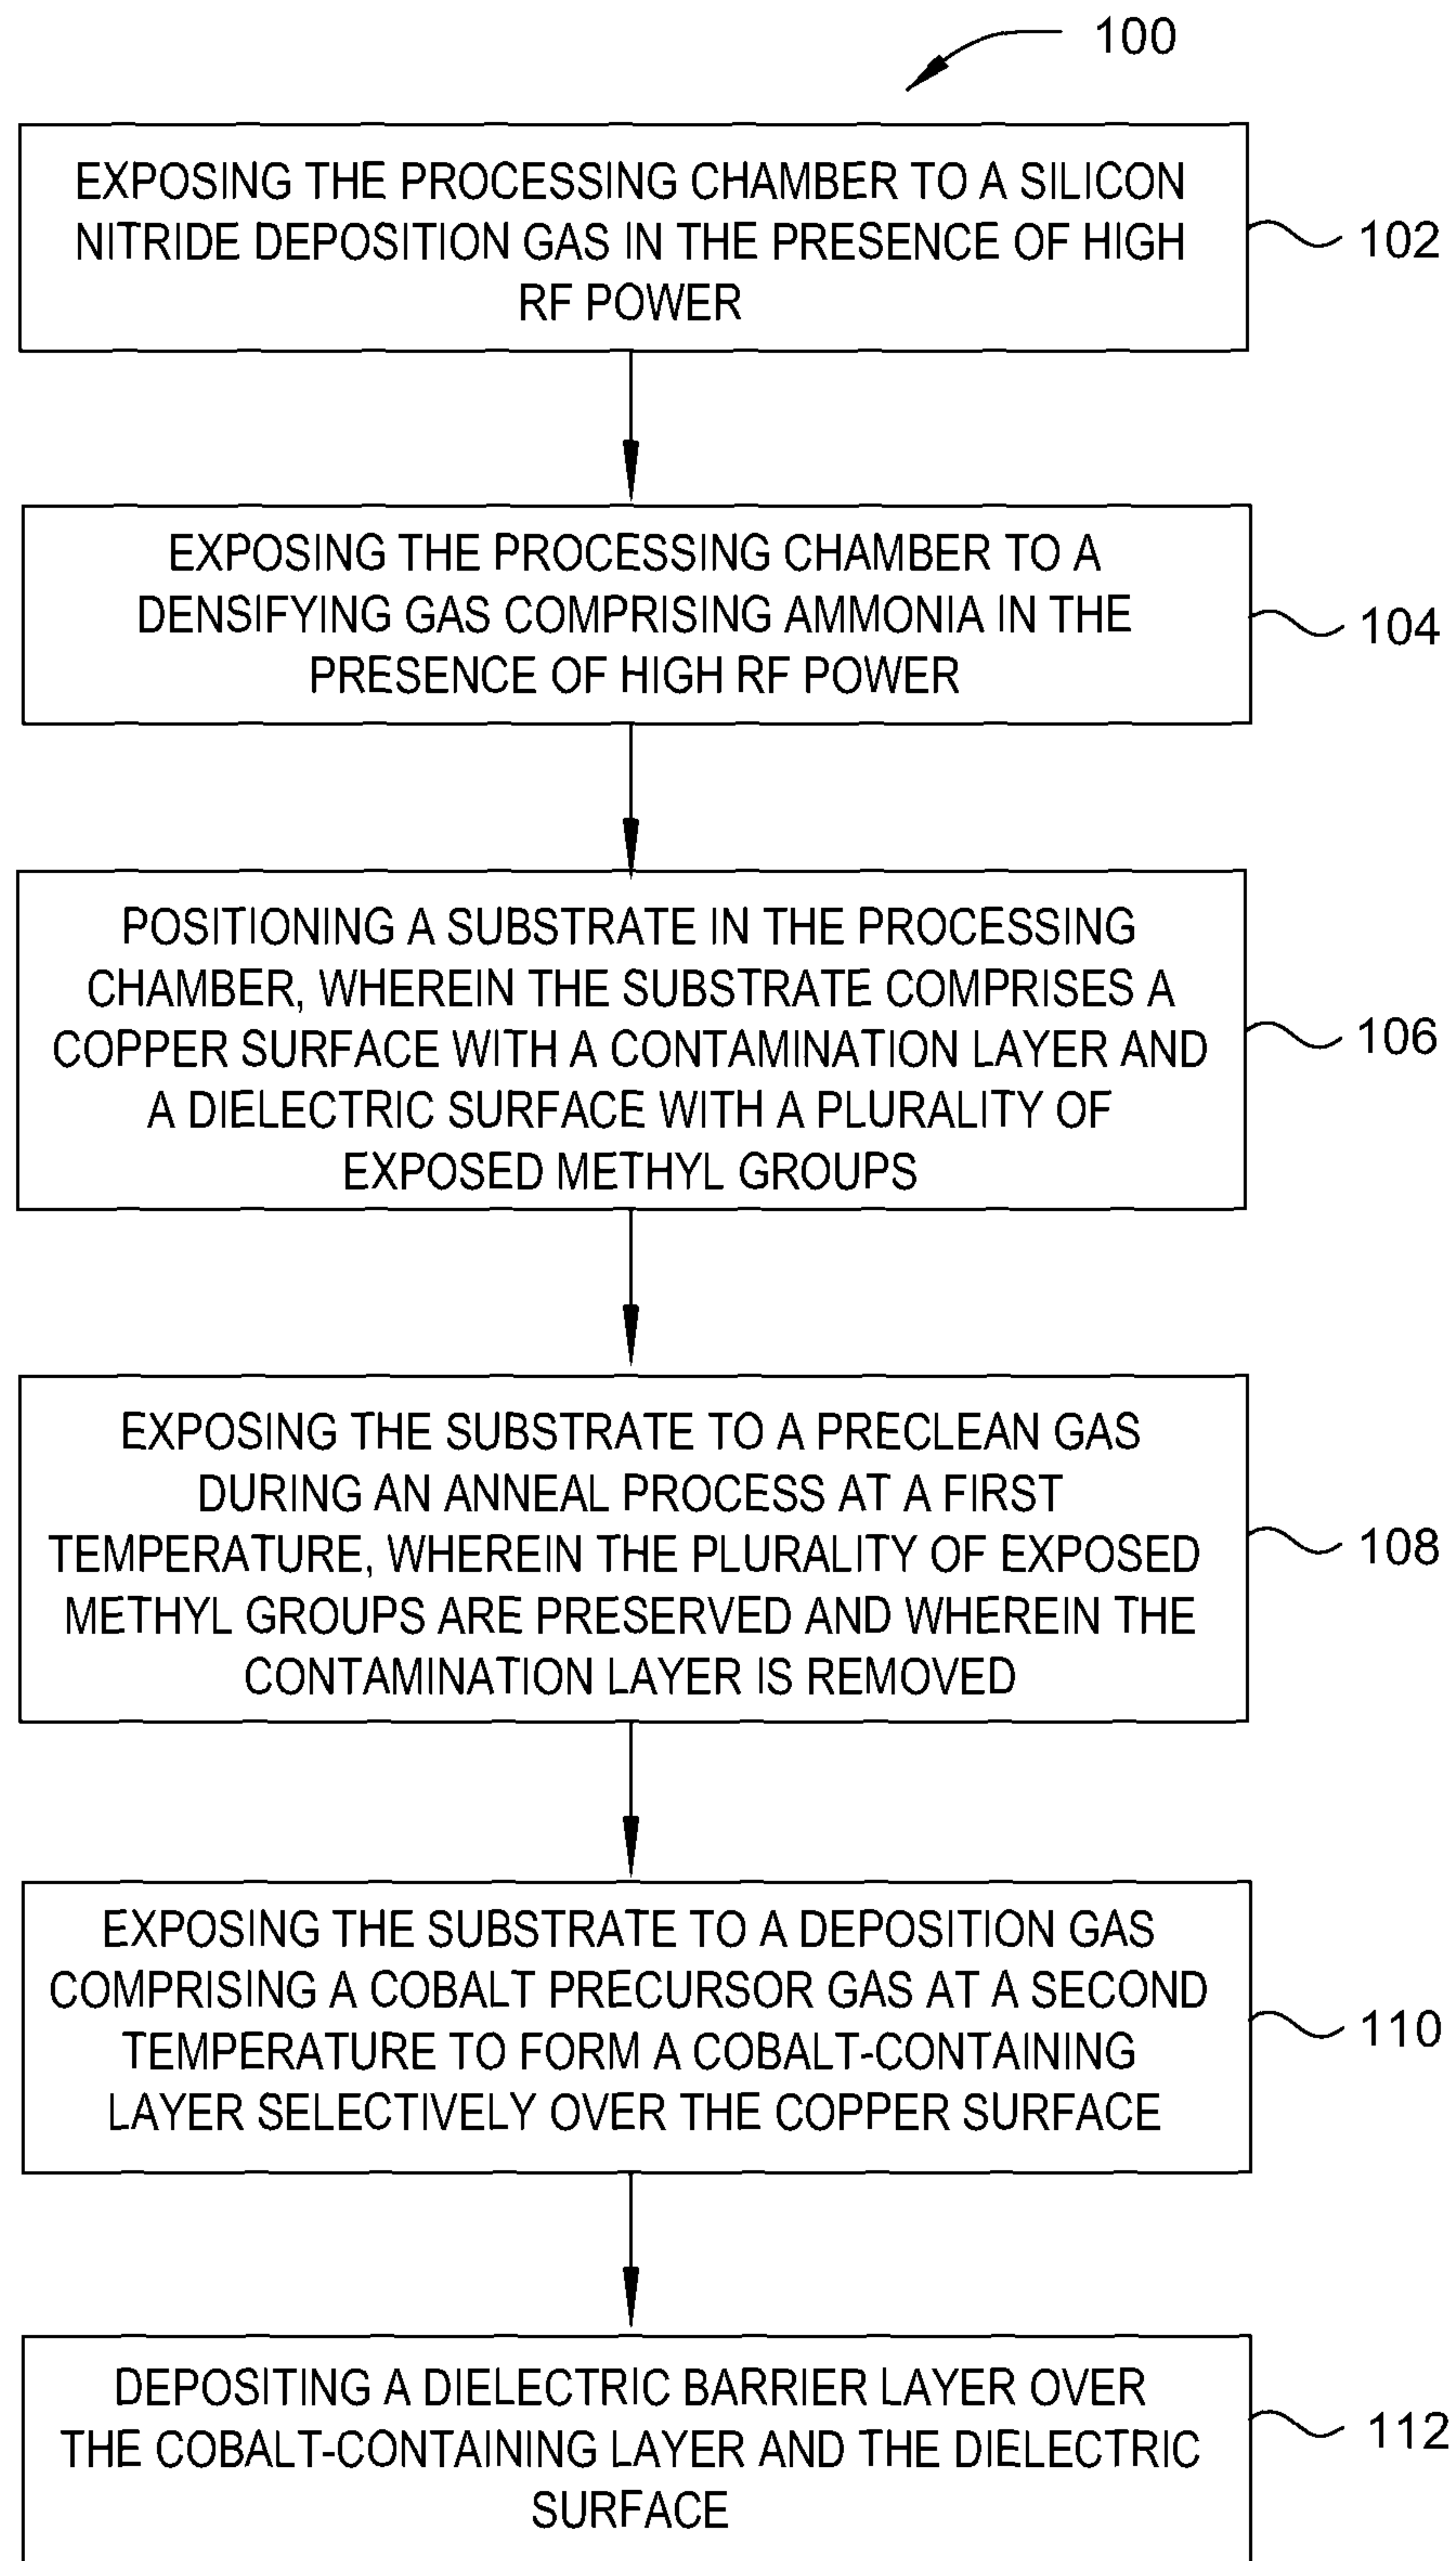 100
EXPOSING THE PROCESSING CHAMBER TO A SILICON
NITRIDE DEPOSITION GAS IN THE PRESENCE OF HIGH
RF POWER
102
EXPOSING THE PROCESSING CHAMBER TO A
DENSIFYING GAS COMPRISING AMMONIA IN THE
PRESENCE OF HIGH RF POWER
104
POSITIONING A SUBSTRATE IN THE PROCESSING
CHAMBER, WHEREIN THE SUBSTRATE COMPRISES A
COPPER SURFACE WITH A CONTAMINATION LAYER AND
A DIELECTRIC SURFACE WITH A PLURALITY OF
EXPOSED METHYL GROUPS
106
EXPOSING THE SUBSTRATE TO A PRECLEAN GAS
DURING AN ANNEAL PROCESS AT A FIRST
TEMPERATURE, WHEREIN THE PLURALITY OF EXPOSED
METHYL GROUPS ARE PRESERVED AND WHEREIN THE
CONTAMINATION LAYER IS REMOVED
108
EXPOSING THE SUBSTRATE TO A DEPOSITION GAS
COMPRISING A COBALT PRECURSOR GAS AT A SECOND
TEMPERATURE TO FORM A COBALT-CONTAINING
LAYER SELECTIVELY OVER THE COPPER SURFACE
110
DEPOSITING A DIELECTRIC BARRIER LAYER OVER
THE COBALT-CONTAINING LAYER AND THE DIELECTRIC
SURFACE
112